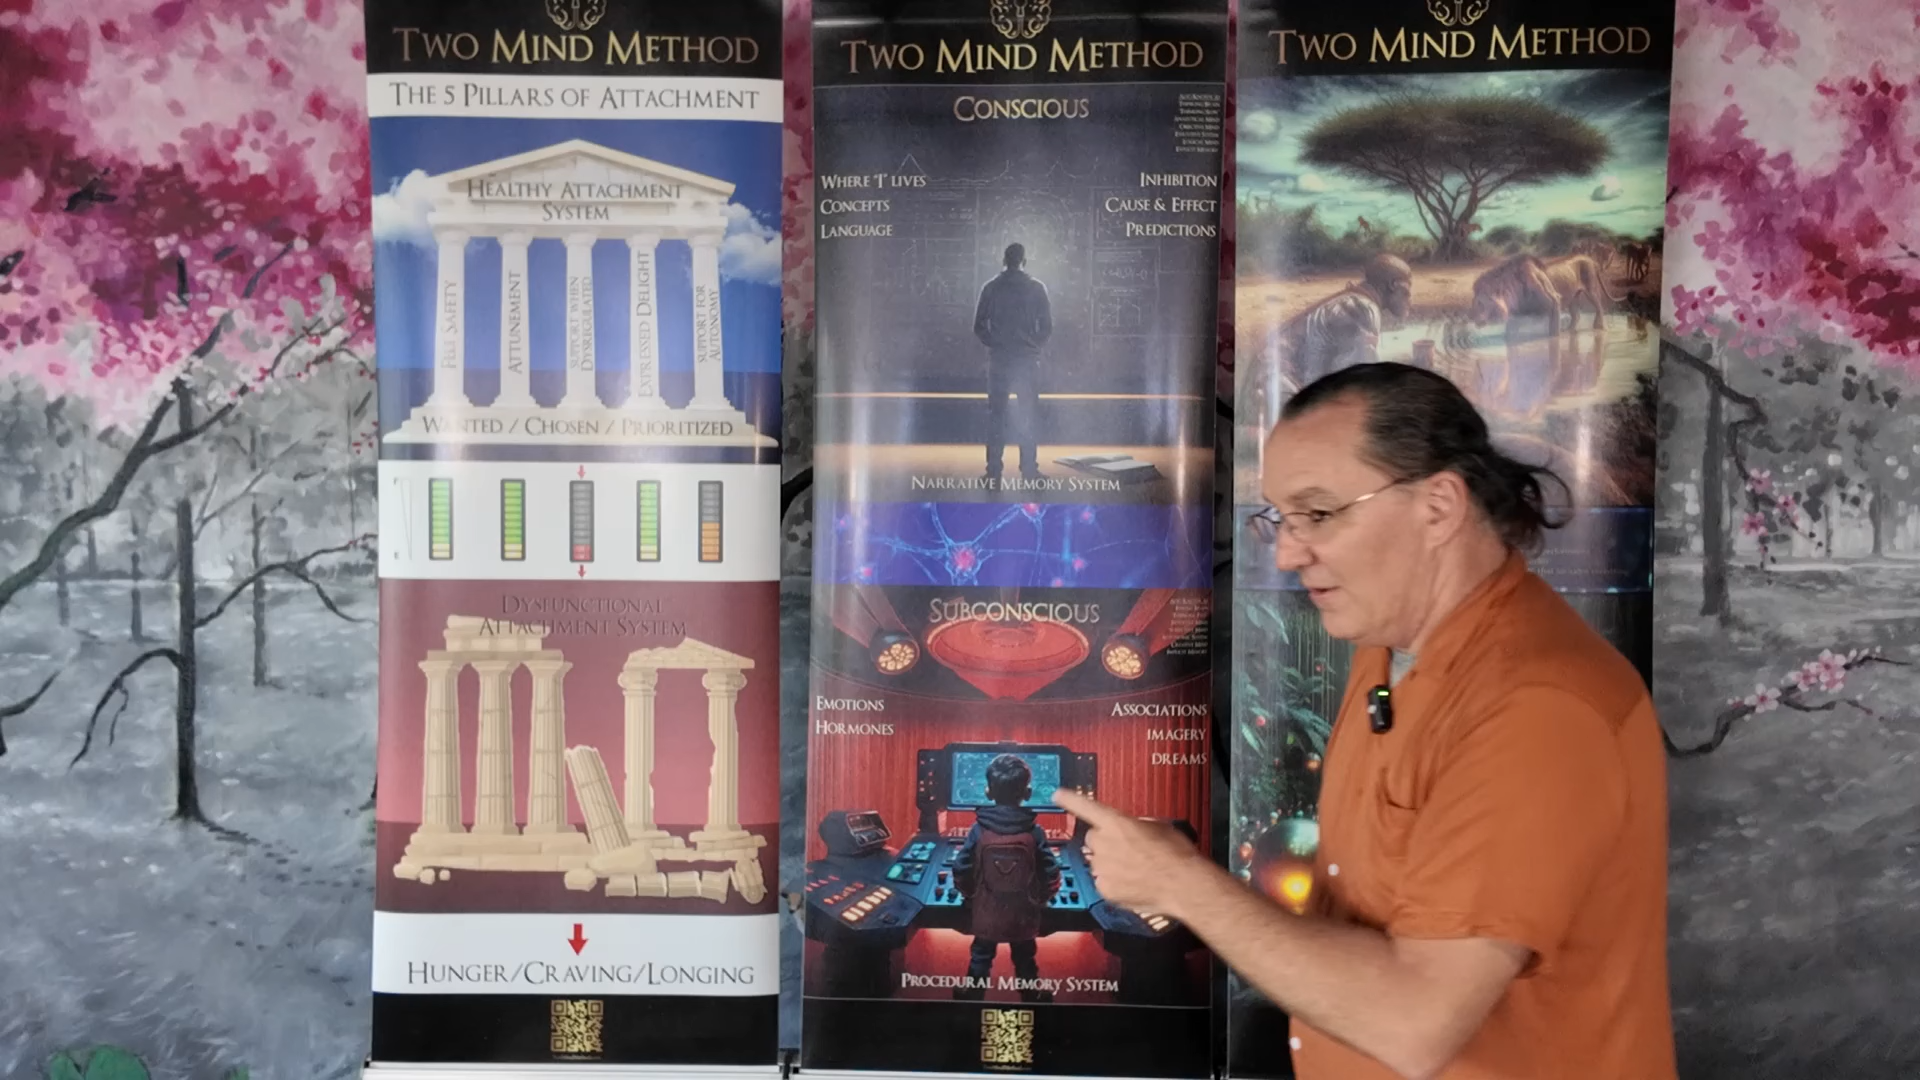 TWO MIND METHOD
THE 5 PILLARS OF ATTACHMENT
HEALTHY ATTACHMENT
SYSTEM
FELT SAFETY
ATTUNEMENT
SUPPORT WHEN
DYSREGULATED
EXPRESSED DELIGHT
SUPPORT FOR
AUTONOMY
WANTED / CHOSEN / PRIORITIZED
DYSFUNCTIONAL
ATTACHMENT SYSTEM
HUNGER/CRAVING/LONGING
TWO MIND METHOD
CONSCIOUS
WHERE "I" LIVES
CONCEPTS
LANGUAGE
INHIBITION
CAUSE & EFFECT
PREDICTIONS
NARRATIVE MEMORY SYSTEM
SUBCONSCIOUS
EMOTIONS
HORMONES
ASSOCIATIONS
IMAGERY
DREAMS
PROCEDURAL MEMORY SYSTEM
TWO MIND METHOD